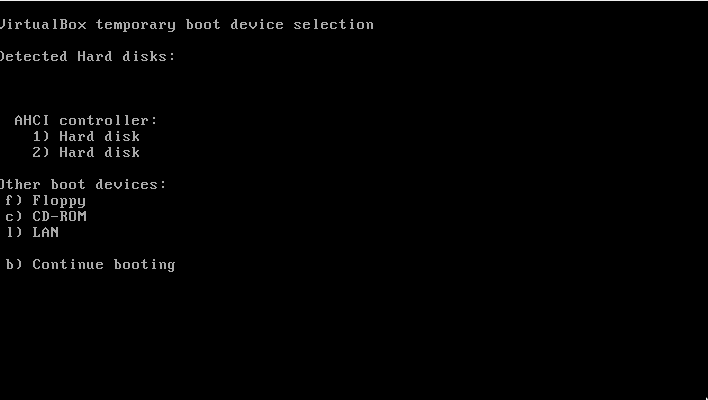 VirtualBox temporary boot device selection
Detected Hard disks:
AHCI controller:
1) Hard disk
2) Hard disk
Other boot devices:
f) Floppy
c) CD-ROM
l) LAN
b) Continue booting